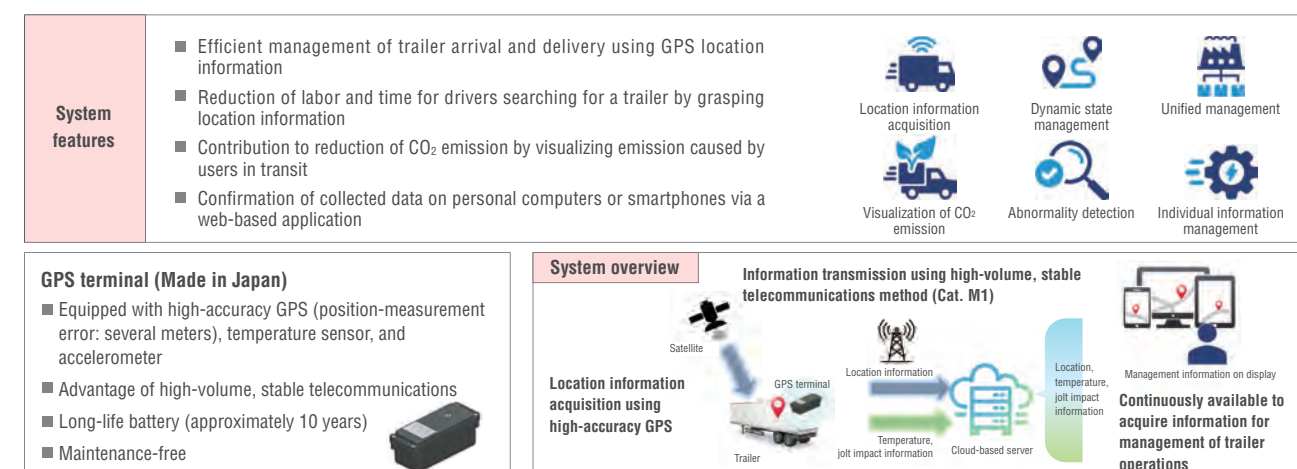 System
features
■ Efficient management of trailer arrival and delivery using GPS location
information
■ Reduction of labor and time for drivers searching for a trailer by grasping
location information
■ Contribution to reduction of CO₂ emission by visualizing emission caused by
users in transit
■ Confirmation of collected data on personal computers or smartphones via a
web-based application
Location information
acquisition
Dynamic state
management
Unified management
Visualization of CO₂
emission
Abnormality detection
Individual information
management
GPS terminal (Made in Japan)
■ Equipped with high-accuracy GPS (position-measurement
error: several meters), temperature sensor, and
accelerometer
■ Advantage of high-volume, stable telecommunications
■ Long-life battery (approximately 10 years)
■ Maintenance-free
System overview
Information transmission using high-volume, stable
telecommunications method (Cat. M1)
Satellite
Location information
acquisition using
high-accuracy GPS
GPS terminal
Trailer
Location information
Temperature,
jolt impact information
Cloud-based server
Location,
temperature,
jolt impact
information
Management information on display
Continuously available to
acquire information for
management of trailer
operations